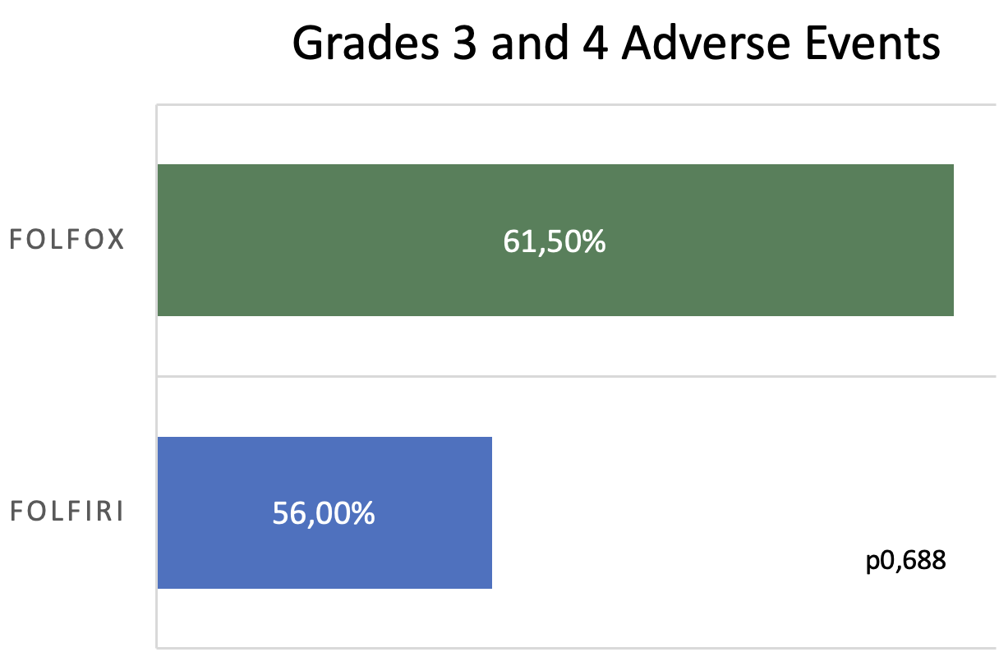 Grades 3 and 4 Adverse Events
FOLFOX
61,50%
FOLFIRI
56,00%
p0,688